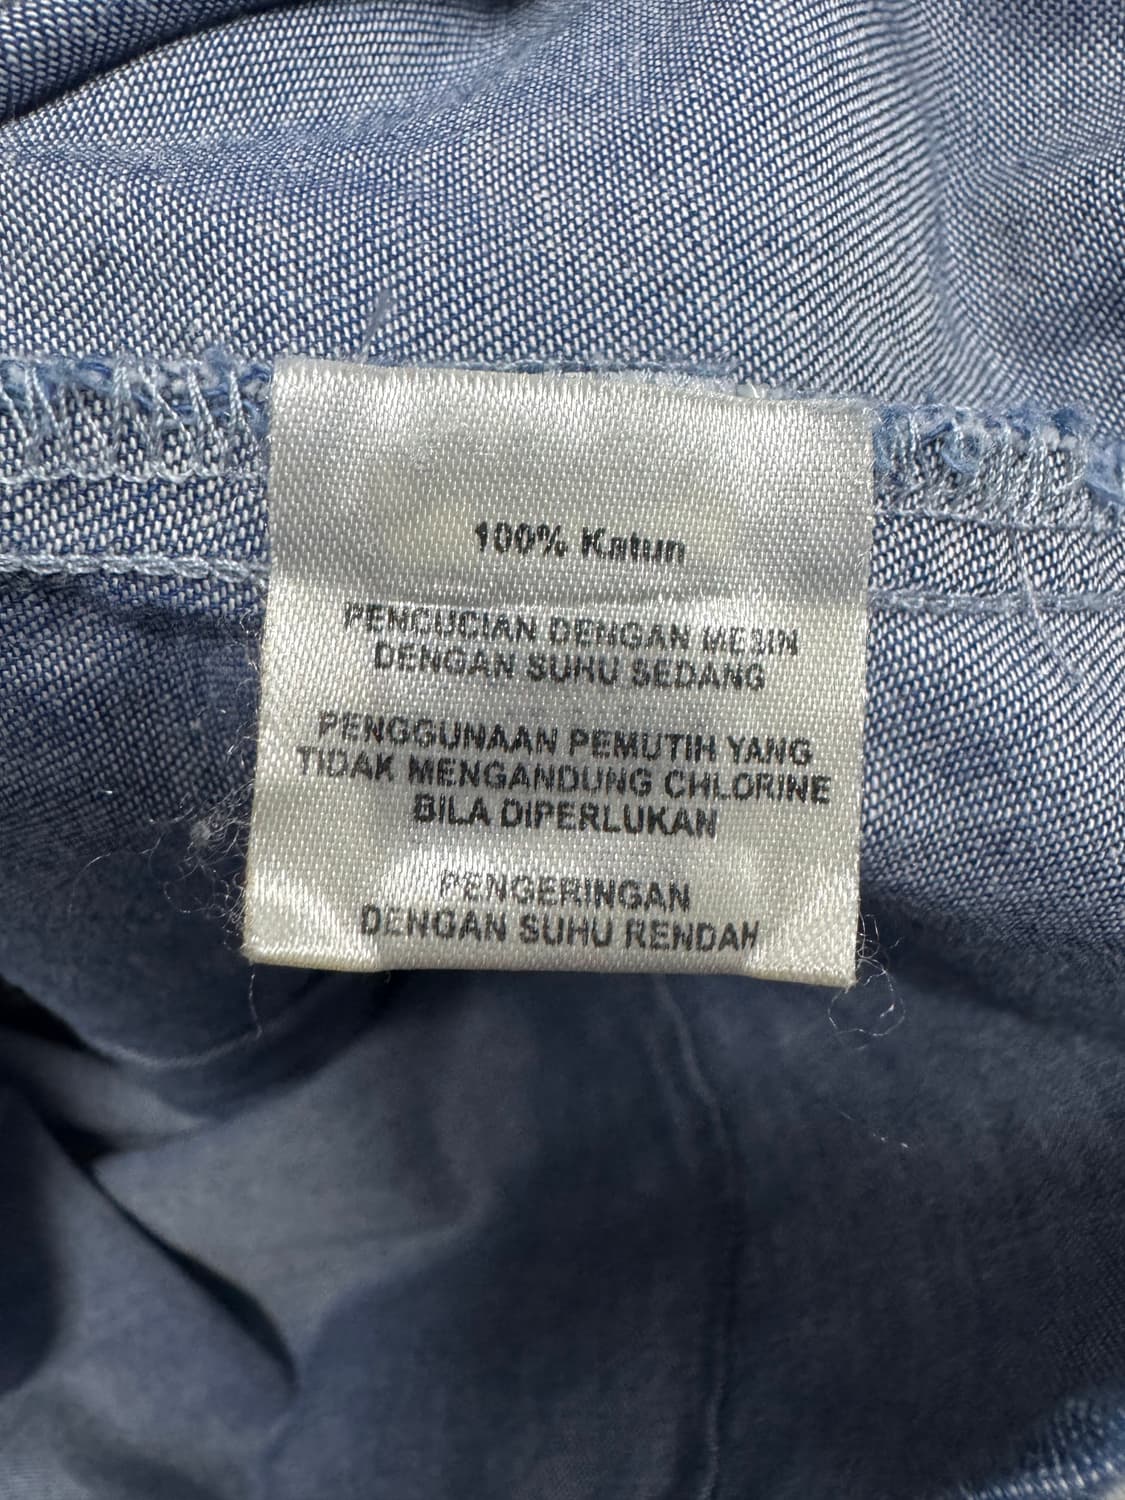 100% Katun
PENCUCIAN DENGAN MESIN
DENGAN SUHU SEDANG
PENGGUNAAN PEMUTIH YANG
TIDAK MENGANDUNG CHLORINE
BILA DIPERLUKAN
PENGERINGAN
DENGAN SUHU RENDAH